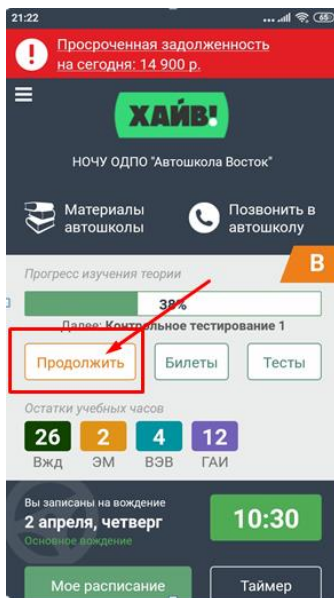 21:22
65
Просроченная задолженность
на сегодня: 14 900 р.
ХАЙВ!
НОЧУ ОДПО "Автошкола Восток"
Материалы
автошколы
Позвонить в
автошколу
B
Прогресс изучения теории
38%
Далее: Контрольное тестирование 1
Продолжить
Билеты
Тесты
Остатки учебных часов
26 2 4 12
Вжд ЭМ ВЭВ ГАИ
Вы записаны на вождение
2 апреля, четверг
10:30
Основное вождение
Мое расписание
Таймер